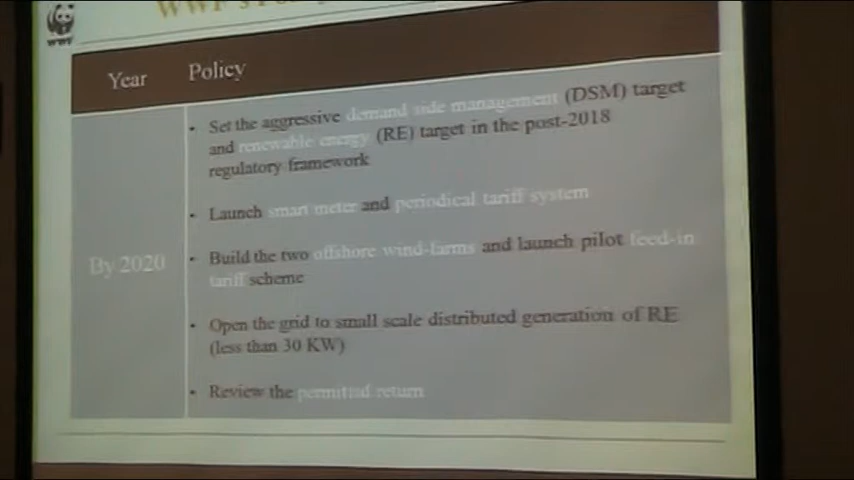 WWF
WWF's
Year Policy
• Set the aggressive demand side management (DSM) target
and renewable energy (RE) target in the post-2018
regulatory framework
• Launch smart meter and periodical tariff system
By 2020
• Build the two offshore wind-farms and launch pilot feed-in
tariff scheme
• Open the grid to small scale distributed generation of RE
(less than 30 KW)
• Review the permitted return